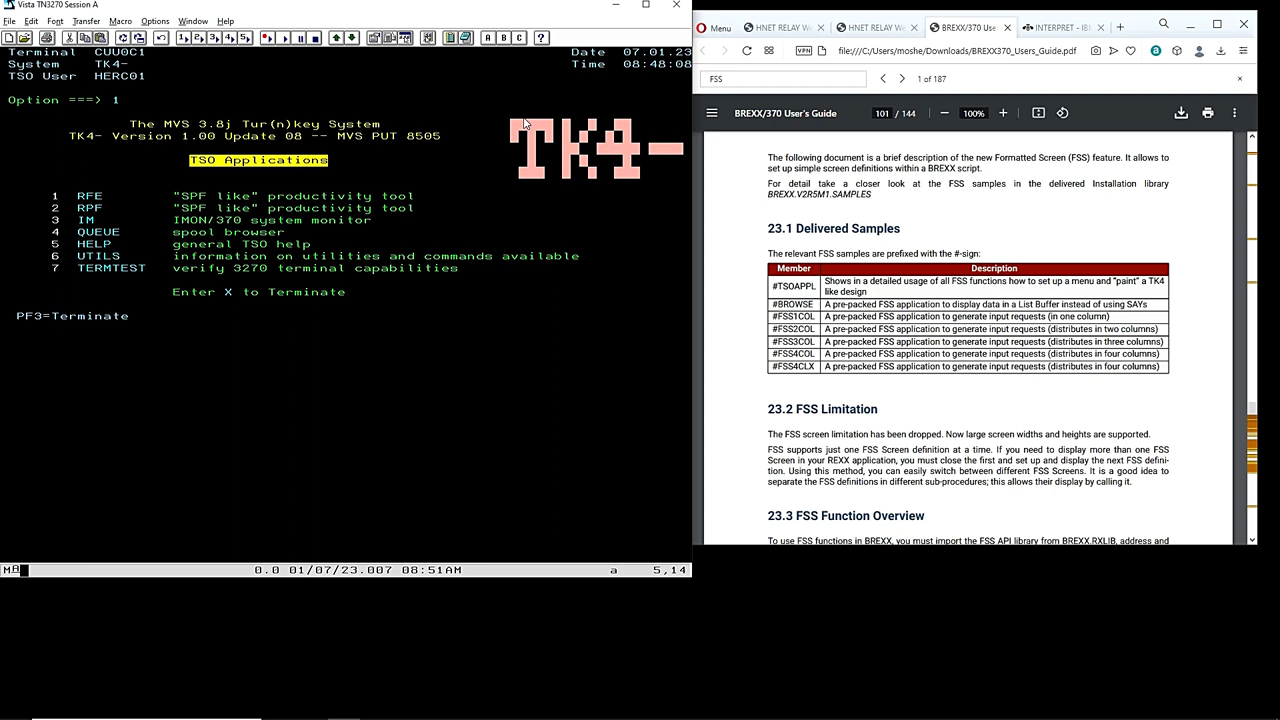 Vista TN3270 Session A
File Edit Font Transfer Macro Options Window Help
Terminal CUU0C1 Date 07.01.23
System TK4- Time 08:48:08
TSO User HERC01
Option ===> 1
The MVS 3.8j Tur(n)key System
TK4- Version 1.00 Update 08 -- MVS PUT 8505
TK4-
TSO Applications
1 RFE "SPF like" productivity tool
2 RPF "SPF like" productivity tool
3 IM IMON/370 system monitor
4 QUEUE spool browser
5 HELP general TSO help
6 UTILS information on utilities and commands available
7 TERMTEST verify 3270 terminal capabilities
Enter X to Terminate
PF3=Terminate
MA 0.0 01/07/23.007 08:51AM a 5,14
Menu HNET RELAY We HNET RELAY We BREXX/370 Use INTERPRET - IB
VPN file:///C:/Users/moshe/Downloads/BREXX370_Users_Guide.pdf
FSS 1 of 187
BREXX/370 User's Guide 101 / 144 100%
The following document is a brief description of the new Formatted Screen (FSS) feature. It allows to
set up simple screen definitions within a BREXX script.
For detail take a closer look at the FSS samples in the delivered Installation library
BREXX.V2R5M1.SAMPLES
23.1 Delivered Samples
The relevant FSS samples are prefixed with the #-sign:
Member Description
#TSOAPPL Shows in a detailed usage of all FSS functions how to set up a menu and "paint" a TK4
like design
#BROWSE A pre-packed FSS application to display data in a List Buffer instead of using SAYs
#FSS1COL A pre-packed FSS application to generate input requests (in one column)
#FSS2COL A pre-packed FSS application to generate input requests (distributes in two columns)
#FSS3COL A pre-packed FSS application to generate input requests (distributes in three columns)
#FSS4COL A pre-packed FSS application to generate input requests (distributes in four columns)
#FSS4CLX A pre-packed FSS application to generate input requests (distributes in four columns)
23.2 FSS Limitation
The FSS screen limitation has been dropped. Now large screen widths and heights are supported.
FSS supports just one FSS Screen definition at a time. If you need to display more than one FSS
Screen in your REXX application, you must close the first and set up and display the next FSS defini-
tion. Using this method, you can easily switch between different FSS Screens. It is a good idea to
separate the FSS definitions in different sub-procedures; this allows their display by calling it.
23.3 FSS Function Overview
To use FSS functions in BREXX, you must import the FSS API library from BREXX.RXLIB, address and